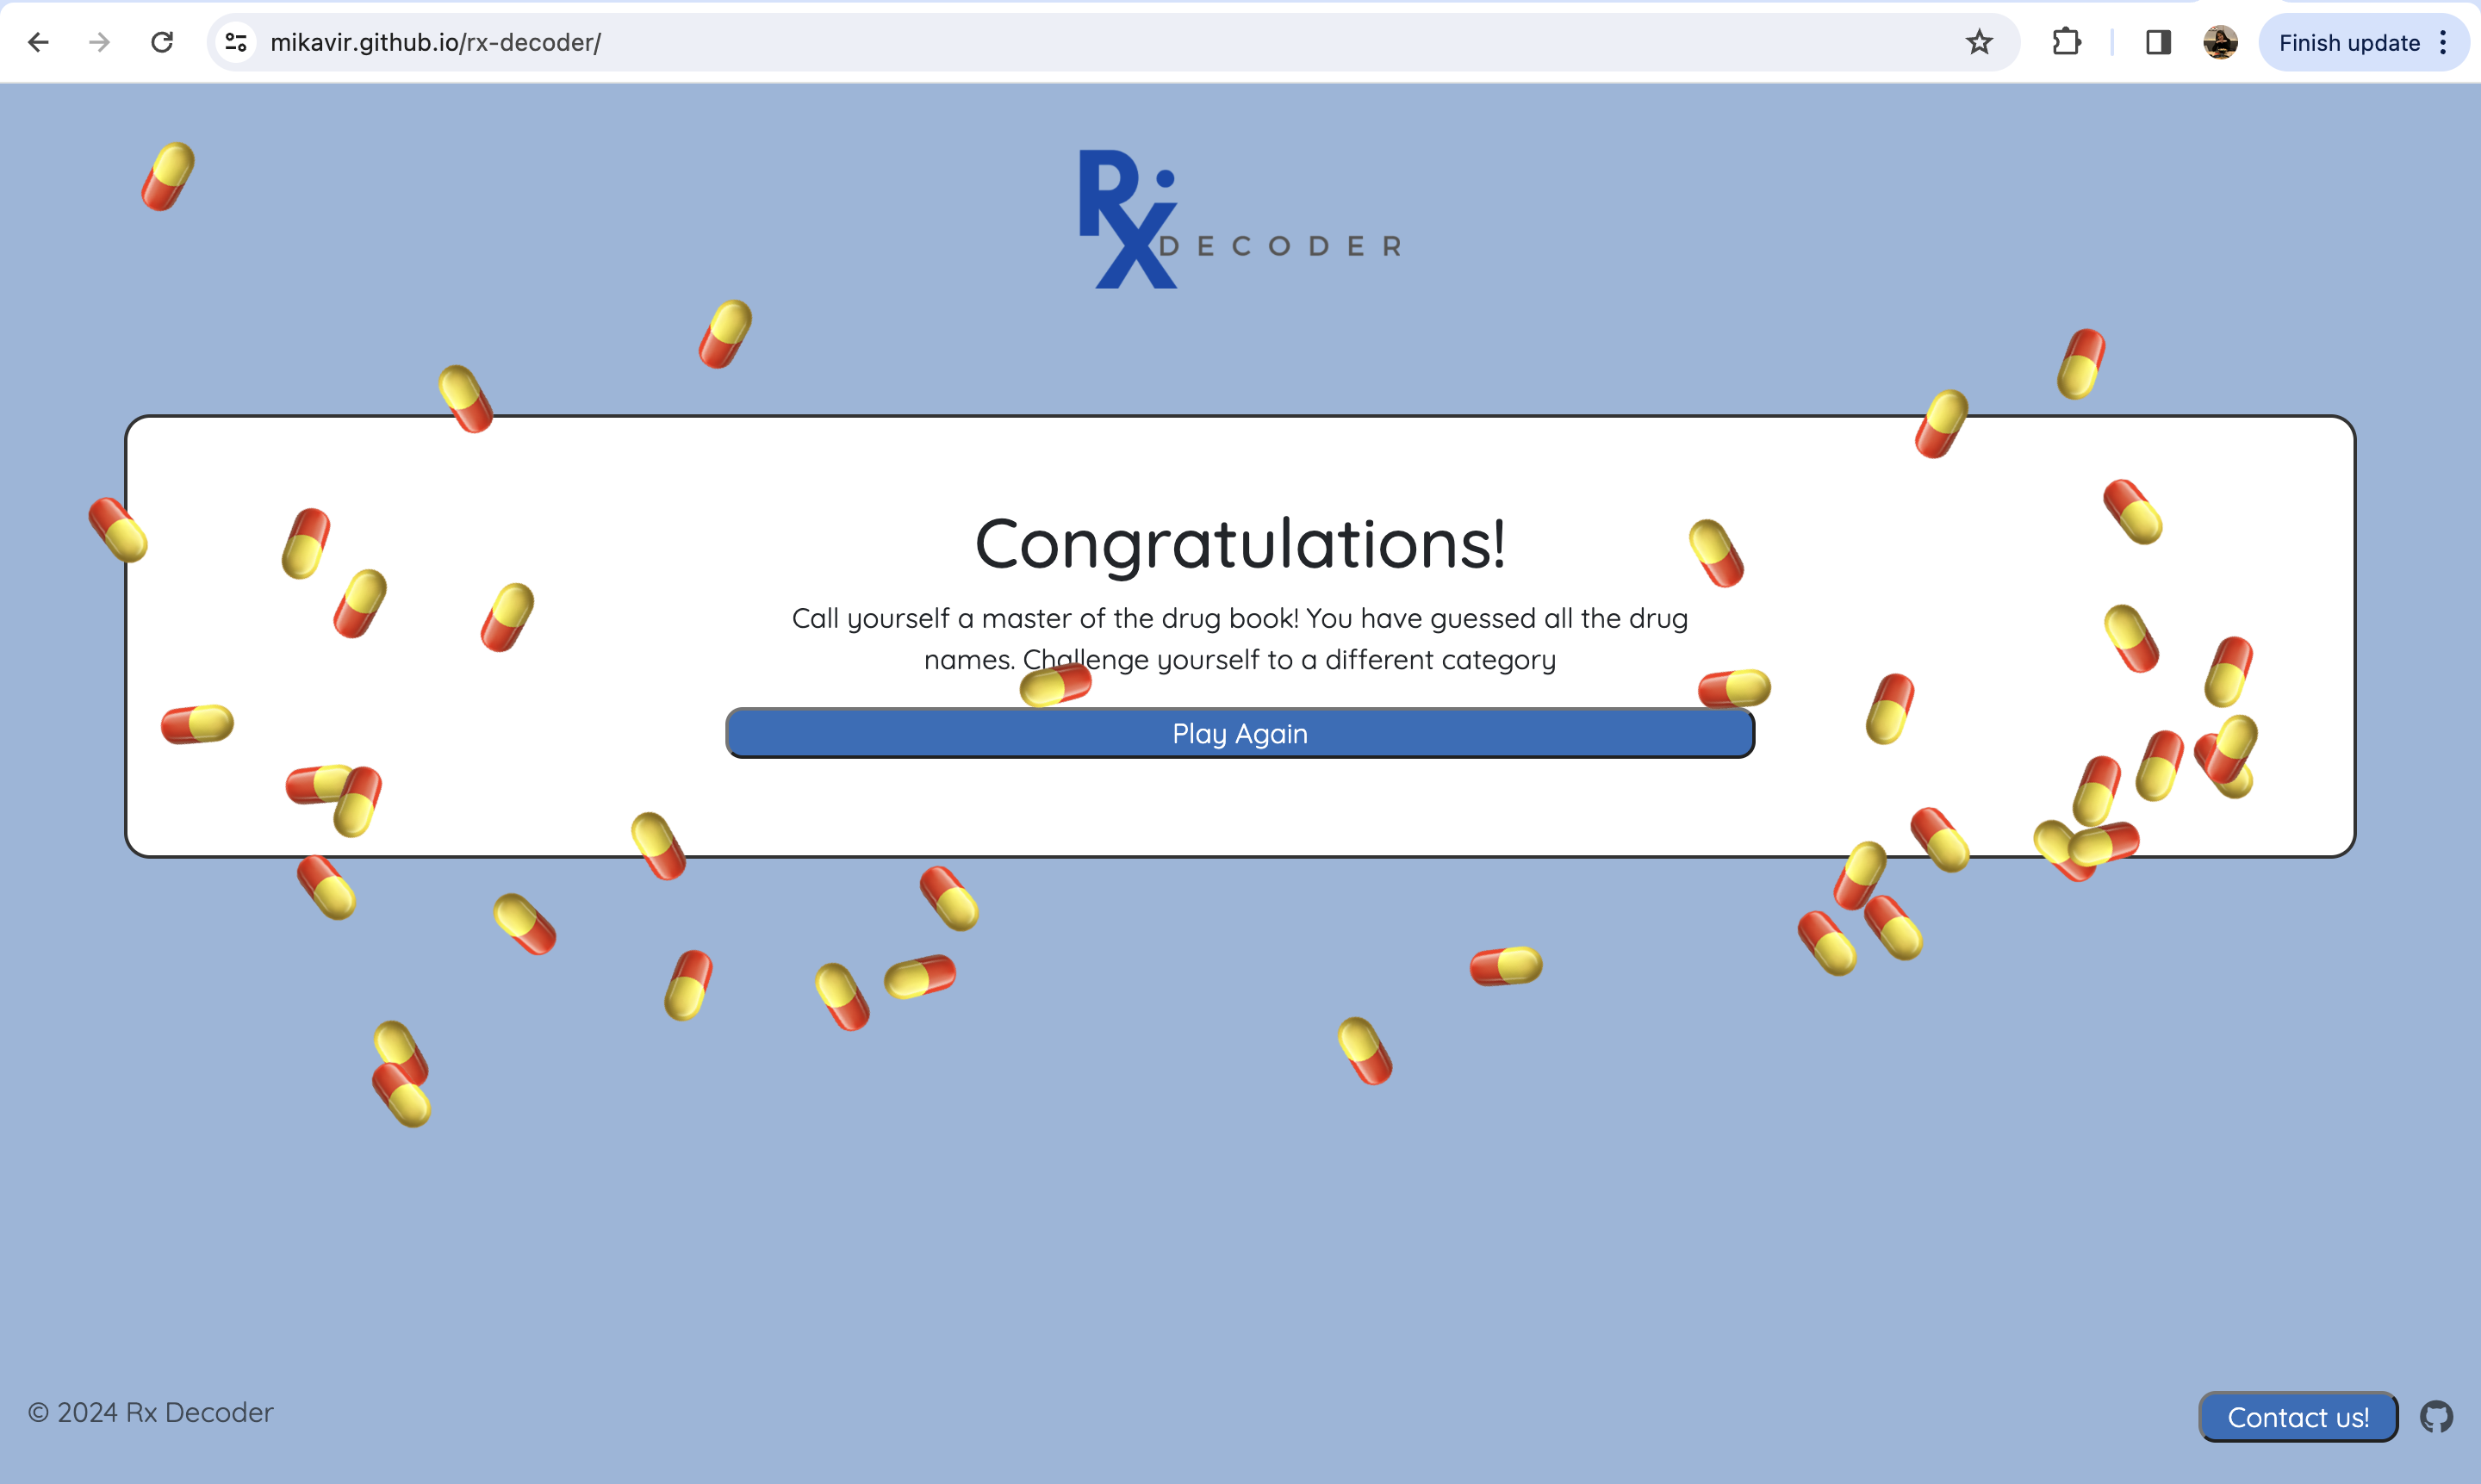 mikavir.github.io/rx-decoder/
Finish update
Rx
DECODER
Congratulations!
Call yourself a master of the drug book! You have guessed all the drug
names. Challenge yourself to a different category
Play Again
© 2024 Rx Decoder
Contact us!